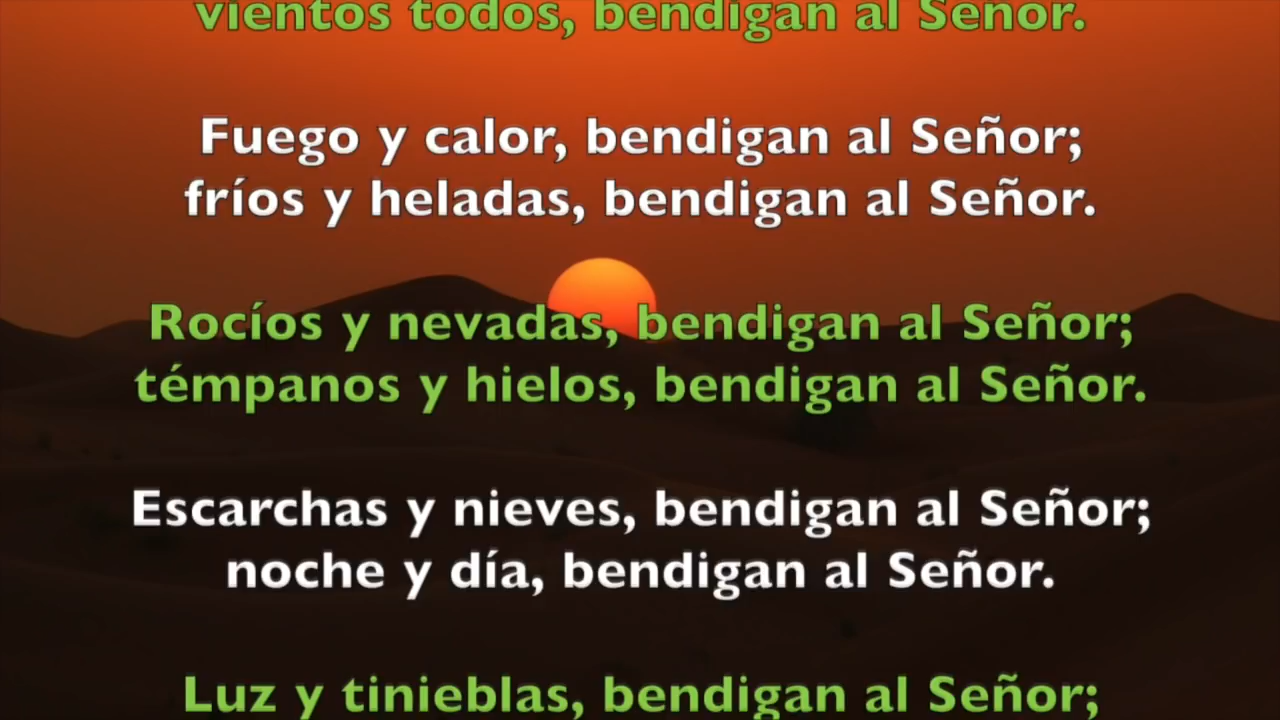 vientos todos, bendigan al Señor.
Fuego y calor, bendigan al Señor;
fríos y heladas, bendigan al Señor.
Rocíos y nevadas, bendigan al Señor;
témpanos y hielos, bendigan al Señor.
Escarchas y nieves, bendigan al Señor;
noche y día, bendigan al Señor.
Luz y tinieblas, bendigan al Señor;